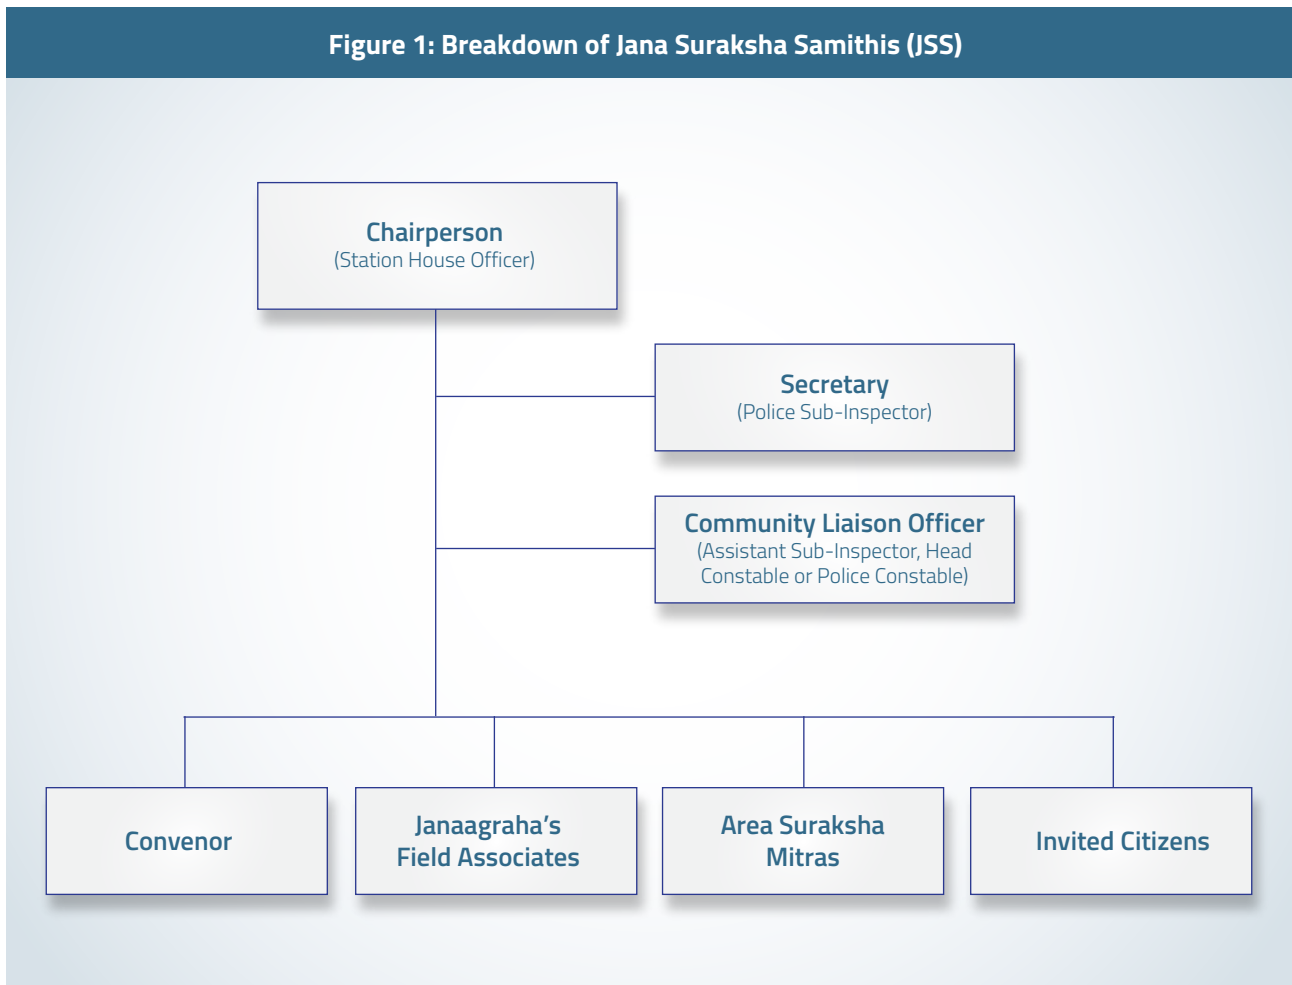 Figure 1: Breakdown of Jana Suraksha Samithis (JSS)
Chairperson
(Station House Officer)
Secretary
(Police Sub-Inspector)
Community Liaison Officer
(Assistant Sub-Inspector, Head
Constable or Police Constable)
Convenor
Janaagraha’s
Field Associates
Area Suraksha
Mitras
Invited Citizens